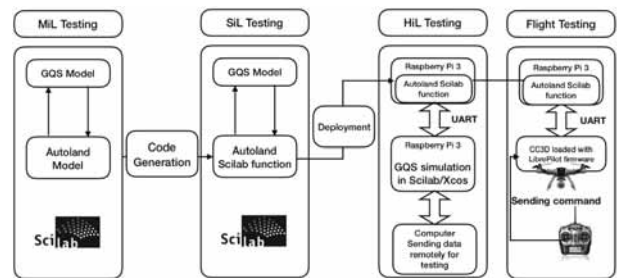 MiL Testing
GQS Model
Autoland
Model
Scilab
Code
Generation
SiL Testing
GQS Model
Autoland
Scilab function
Scilab
Deployment
HiL Testing
Raspberry Pi 3
Autoland Scilab
function
UART
Raspberry Pi 3
GQS simulation
in Scilab/Xcos
Computer
Sending data
remotely for
testing
Flight Testing
Raspberry Pi 3
Autoland Scilab
function
UART
CC3D loaded with
LibrePilot firmware
Sending command